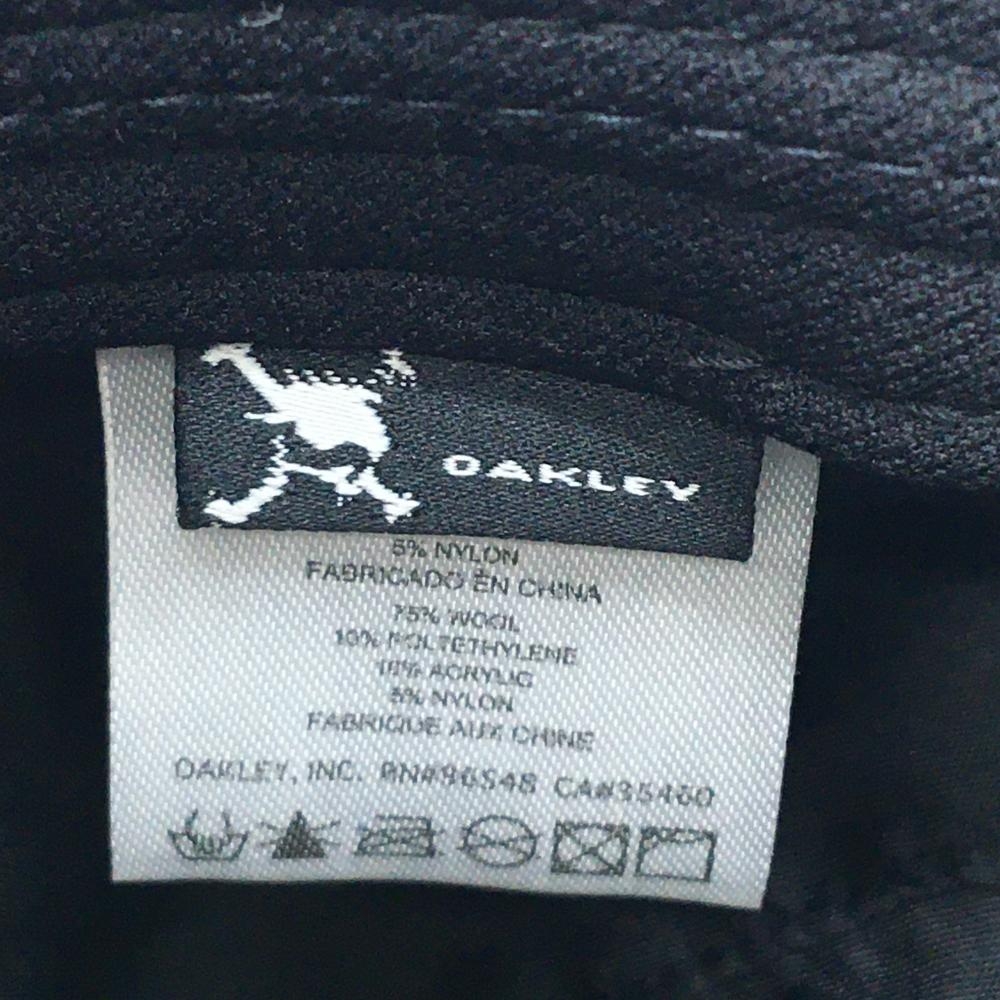 OAKLEY
5% NYLON
FABRICADO EN CHINA
75% WOOL
10% POLTETHYLENE
10% ACRYLIC
5% NYLON
FABRIQUE AUX CHINE
OAKLEY, INC. RN#96548 CA#35460